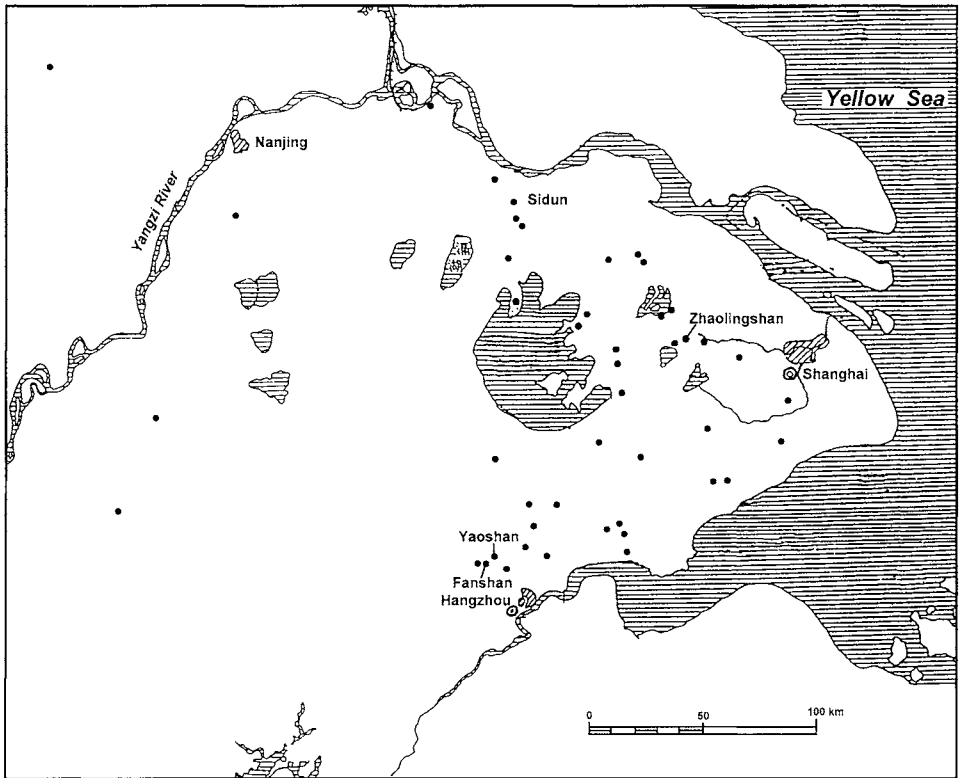 Yellow Sea
Nanjing
Yangzi River
Sidun
Zhaolingshan
Shanghai
Yaoshan
Fanshan
Hangzhou
0
50
100 km